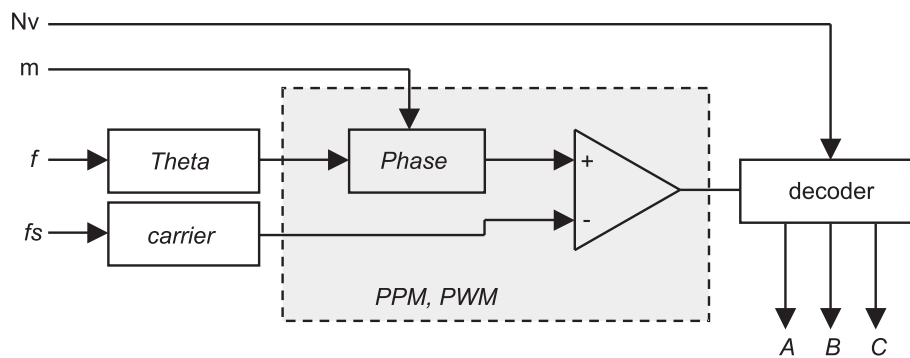 Nv
m
f
Theta
Phase
+
decoder
fs
carrier
-
PPM, PWM
A B C